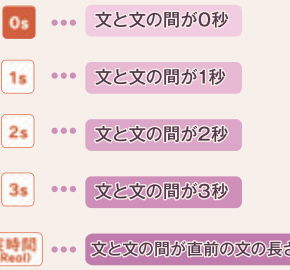 0s ••• 文と文の間が0秒
1s ••• 文と文の間が1秒
2s ••• 文と文の間が2秒
3s ••• 文と文の間が3秒
時間 ••• 文と文の間が直前の文の長さ
(Real)